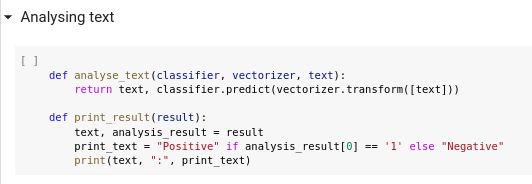 Analysing text
[ ]
def analyse_text(classifier, vectorizer, text):
    return text, classifier.predict(vectorizer.transform([text]))

def print_result(result):
    text, analysis_result = result
    print_text = "Positive" if analysis_result[0] == '1' else "Negative"
    print(text, ":", print_text)